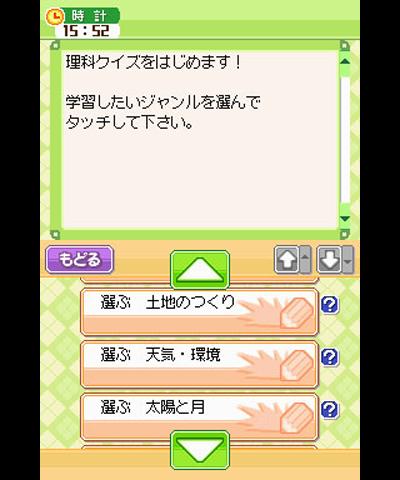 時計
15:52
理科クイズをはじめます！
学習したいジャンルを選んで
タッチして下さい。
もどる
選ぶ 土地のつくり
?
選ぶ 天気・環境
?
選ぶ 太陽と月
?